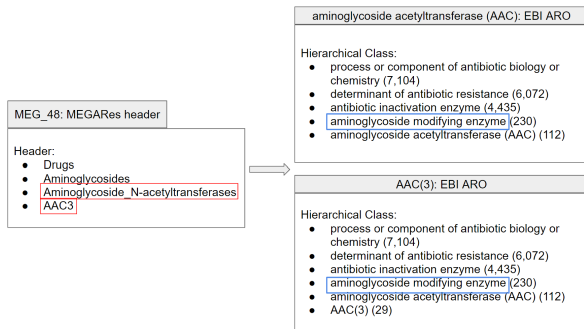 MEG_48: MEGARes header
Header:
Drugs
Aminoglycosides
Aminoglycoside_N-acetyltransferases
AAC3
aminoglycoside acetyltransferase (AAC): EBI ARO
Hierarchical Class:
process or component of antibiotic biology or
chemistry (7,104)
determinant of antibiotic resistance (6,072)
antibiotic inactivation enzyme (4,435)
aminoglycoside modifying enzyme (230)
aminoglycoside acetyltransferase (AAC) (112)
AAC(3): EBI ARO
Hierarchical Class:
process or component of antibiotic biology or
chemistry (7,104)
determinant of antibiotic resistance (6,072)
antibiotic inactivation enzyme (4,435)
aminoglycoside modifying enzyme (230)
aminoglycoside acetyltransferase (AAC) (112)
AAC(3) (29)